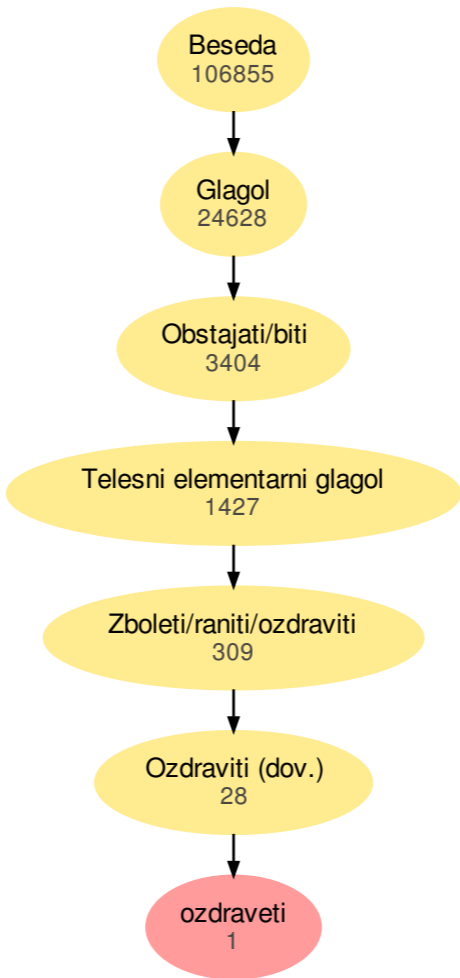 Beseda
106855
Glagol
24628
Obstajati/biti
3404
Telesni elementarni glagol
1427
Zboleti/raniti/ozdraviti
309
Ozdraviti (dov.)
28
ozdraveti
1